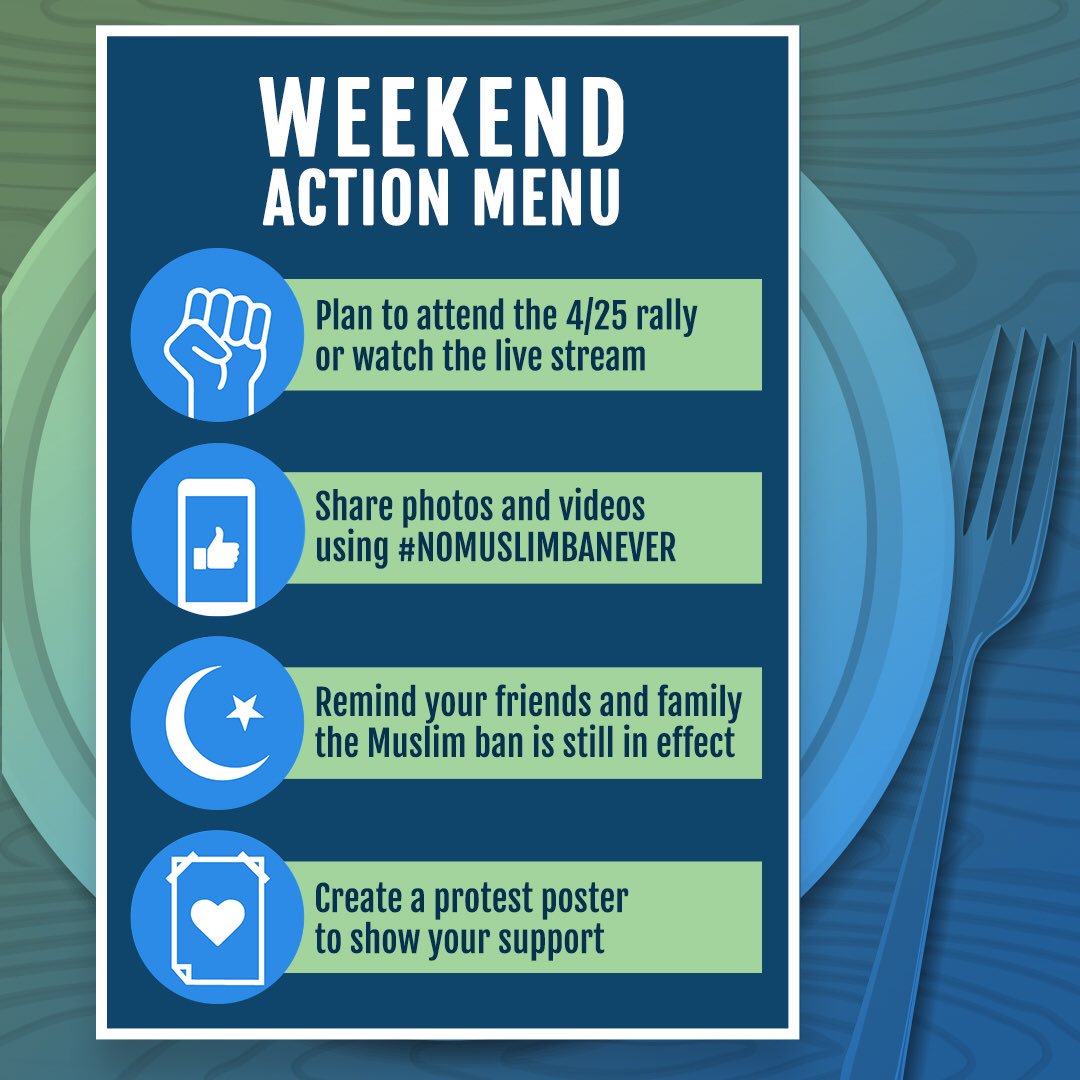 WEEKEND
ACTION MENU
Plan to attend the 4/25 rally
or watch the live stream
Share photos and videos
using #NOMUSLIMBANEVER
Remind your friends and family
the Muslim ban is still in effect
Create a protest poster
to show your support